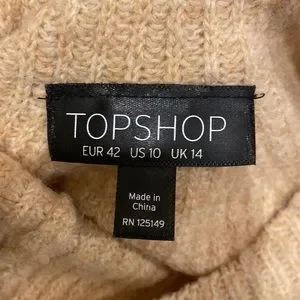 TOPSHOP
EUR 42 US 10 UK 14
Made in
China
RN 125149